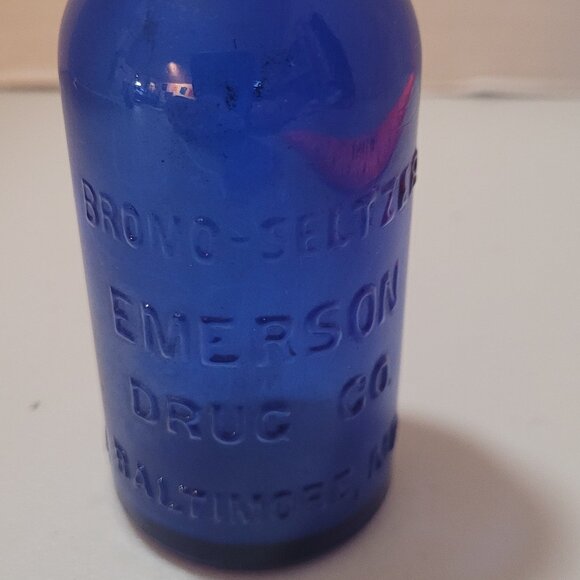 BROMO-SELTZER
EMERSON
DRUG CO.
BALTIMORE, MD.